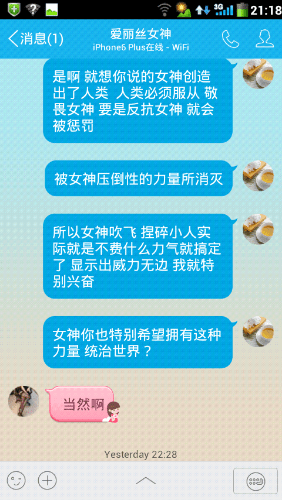 3G
21:18
消息(1)
爱丽丝女神
iPhone6 Plus在线 - WiFi
是啊 就想你说的女神创造
出了人类 人类必须服从 敬
畏女神 要是反抗女神 就会
被惩罚
被女神压倒性的力量所消灭
所以女神吹飞 捏碎小人实
际就是不费什么力气就搞定
了 显示出威力无边 我就特
别兴奋
女神你也特别希望拥有这种
力量 统治世界？
当然啊
Yesterday 22:28